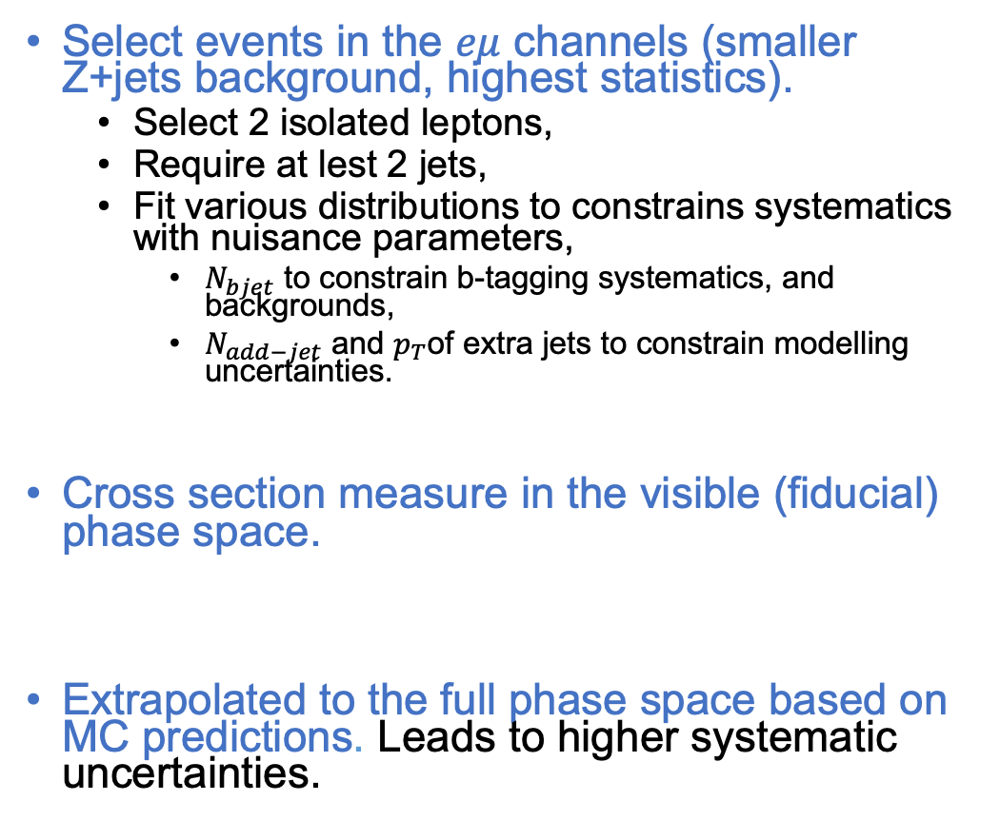 • Select events in the eμ channels (smaller
Z+jets background, highest statistics).
• Select 2 isolated leptons,
• Require at lest 2 jets,
• Fit various distributions to constrains systematics
with nuisance parameters,
• N_{bjet} to constrain b-tagging systematics, and
backgrounds,
• N_{add-jet} and p_T of extra jets to constrain modelling
uncertainties.
• Cross section measure in the visible (fiducial)
phase space.
• Extrapolated to the full phase space based on
MC predictions. Leads to higher systematic
uncertainties.